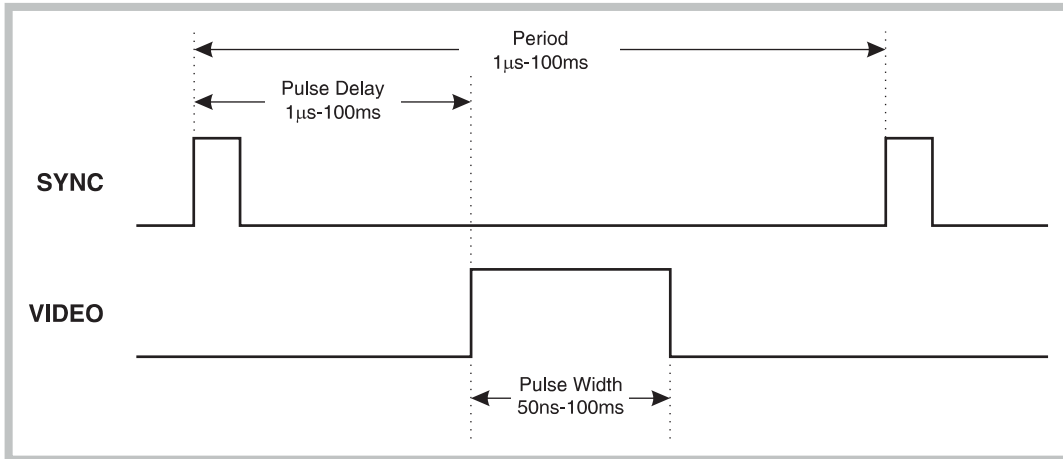 Period
1μs-100ms
Pulse Delay
1μs-100ms
SYNC
VIDEO
Pulse Width
50ns-100ms